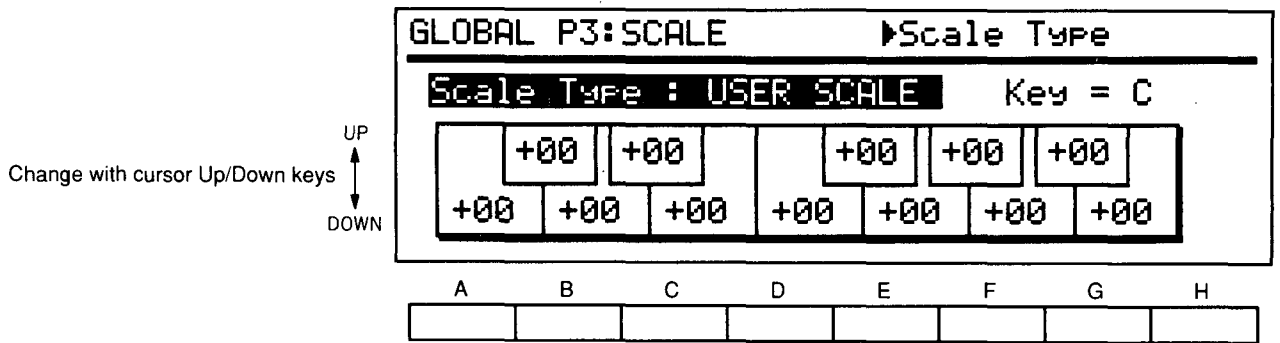 GLOBAL P3:SCALE ▶Scale Type
Scale Type : USER SCALE Key = C
+00 +00 +00 +00 +00
+00 +00 +00 +00 +00 +00 +00
UP
Change with cursor Up/Down keys
DOWN
A B C D E F G H